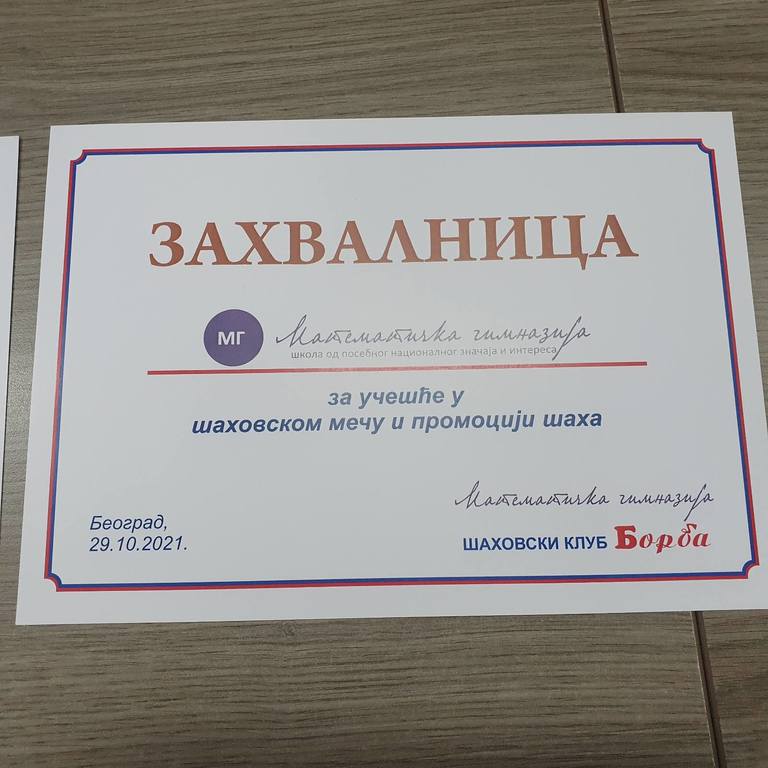 ЗАХВАЛНИЦА
МГ Математичка гимназија
школа од посебног националног значаја и интереса
за учешће у
шаховском мечу и промоцији шаха
Математичка гимназија
Београд,
29.10.2021.
ШАХОВСКИ КЛУБ Борба